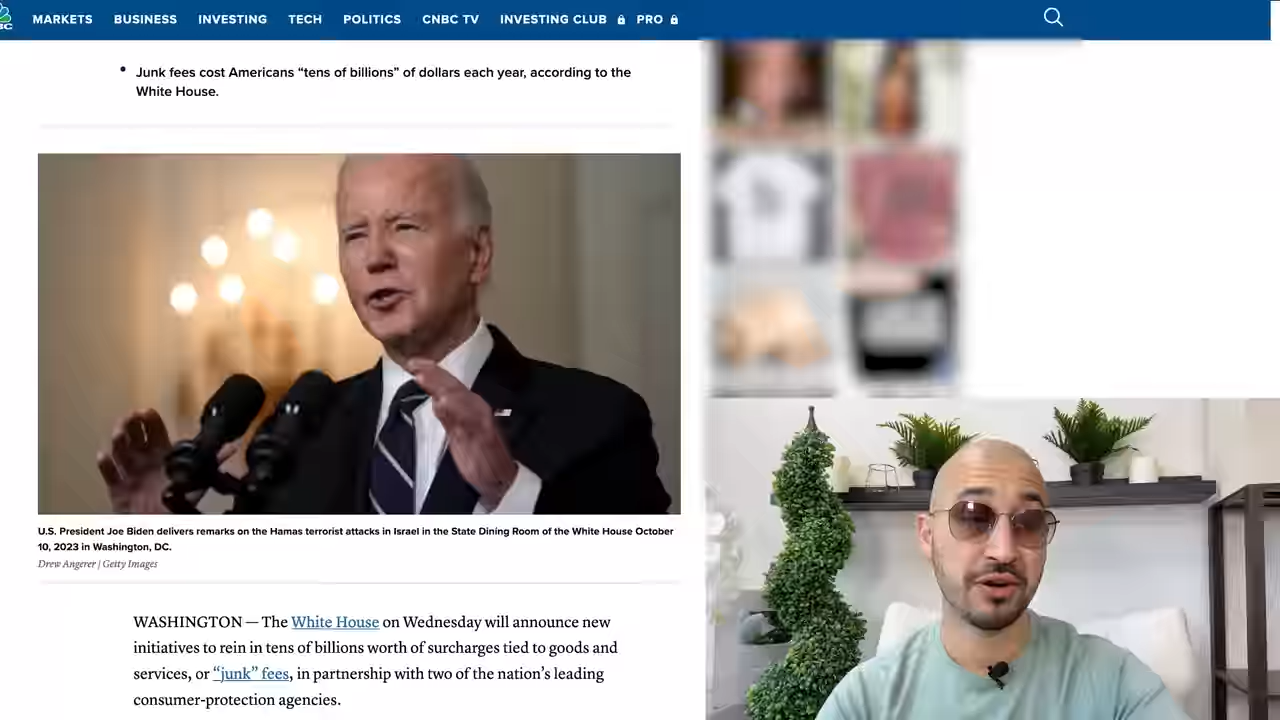 MARKETS BUSINESS INVESTING TECH POLITICS CNBC TV INVESTING CLUB PRO
Junk fees cost Americans “tens of billions” of dollars each year, according to the
White House.
U.S. President Joe Biden delivers remarks on the Hamas terrorist attacks in Israel in the State Dining Room of the White House October
10, 2023 in Washington, DC.
Drew Angerer | Getty Images
WASHINGTON — The White House on Wednesday will announce new
initiatives to rein in tens of billions worth of surcharges tied to goods and
services, or “junk” fees, in partnership with two of the nation’s leading
consumer-protection agencies.